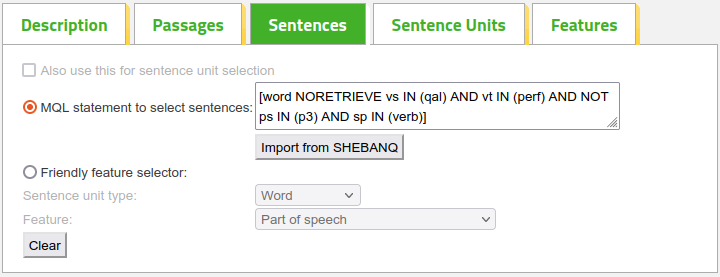 Description Passages Sentences Sentence Units Features
Also use this for sentence unit selection
MQL statement to select sentences: [word NORETRIEVE vs IN (qal) AND vt IN (perf) AND NOT
ps IN (p3) AND sp IN (verb)]
Import from SHEBANQ
Friendly feature selector:
Sentence unit type: Word
Feature: Part of speech
Clear